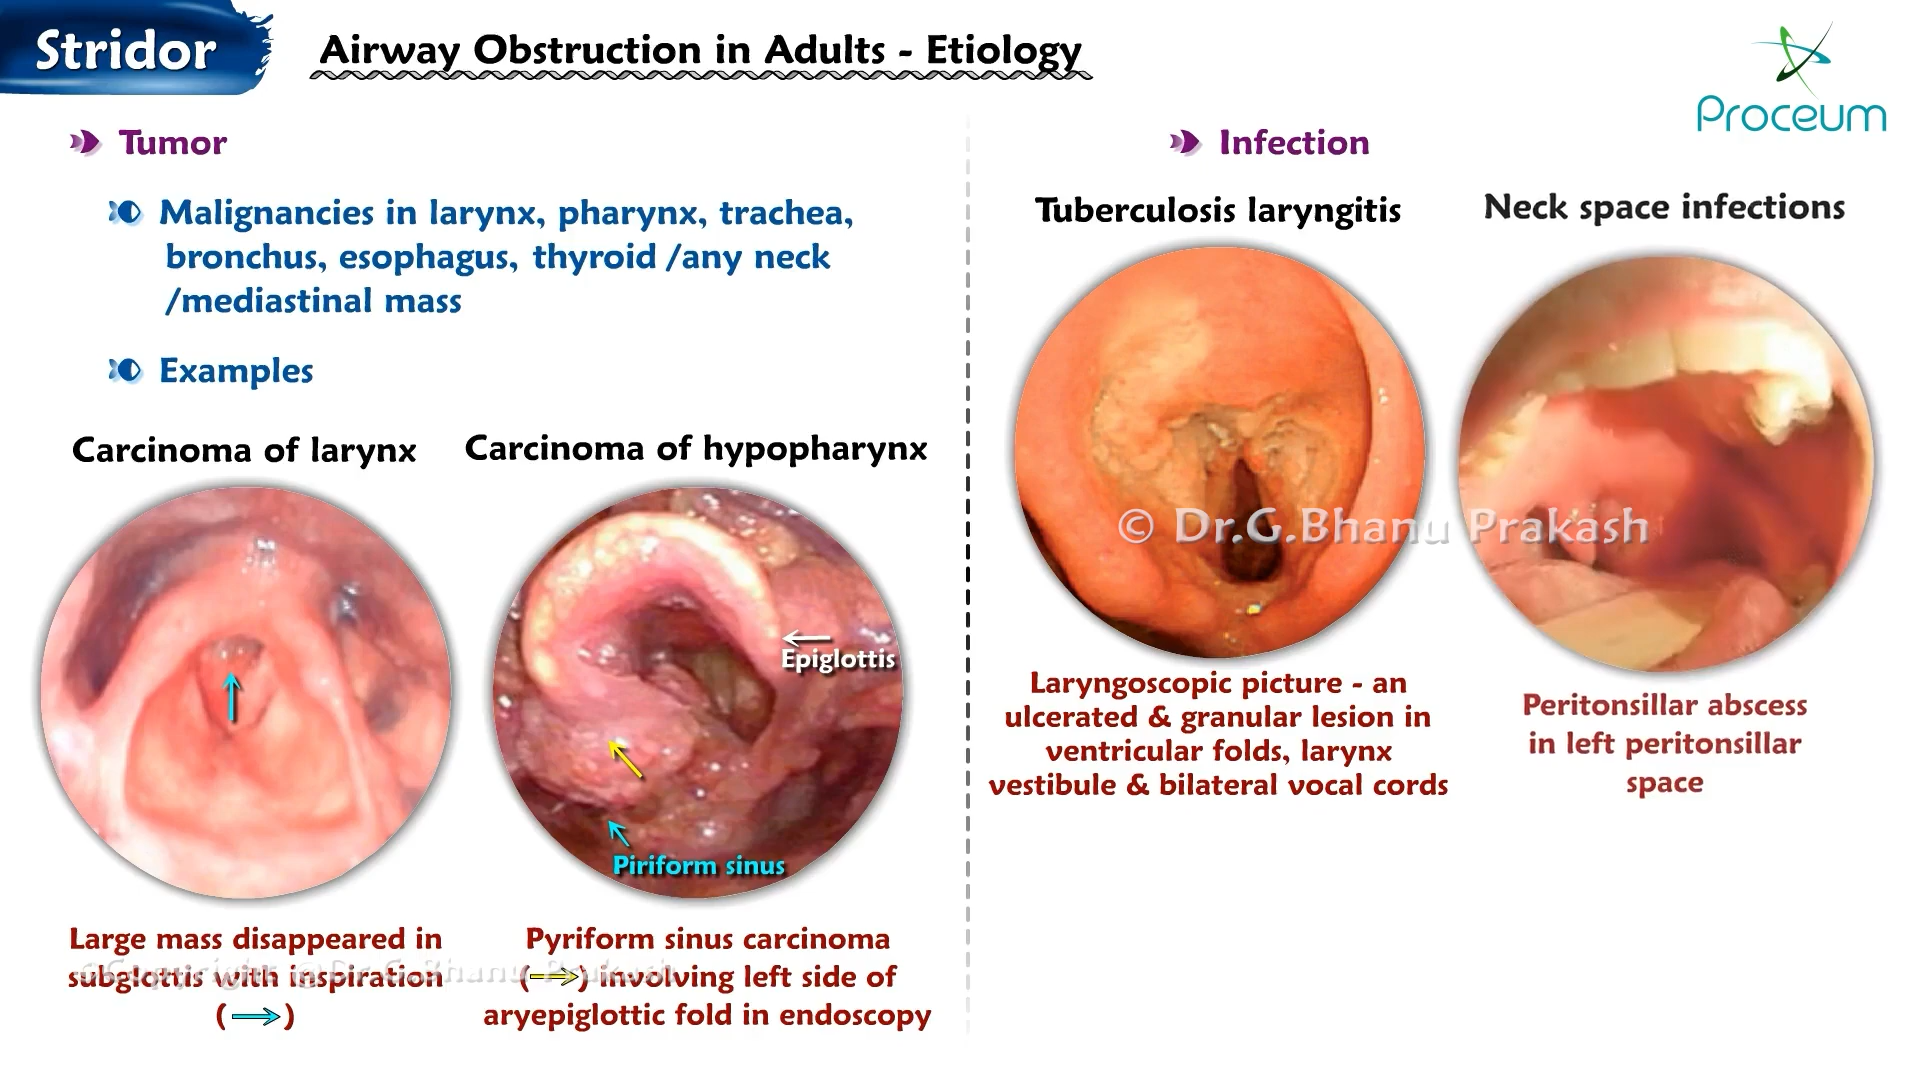 Stridor
Airway Obstruction in Adults - Etiology
Proceum
Tumor
Malignancies in larynx, pharynx, trachea,
bronchus, esophagus, thyroid /any neck
/mediastinal mass
Examples
Carcinoma of larynx
Carcinoma of hypopharynx
Epiglottis
Piriform sinus
Large mass disappeared in
subglottis with inspiration
(→)
Pyriform sinus carcinoma
(→) involving left side of
aryepiglottic fold in endoscopy
©Copyright @Dr.G.Bhanu Prakash
Infection
Tuberculosis laryngitis
Neck space infections
© Dr.G.Bhanu Prakash
Laryngoscopic picture - an
ulcerated & granular lesion in
ventricular folds, larynx
vestibule & bilateral vocal cords
Peritonsillar abscess
in left peritonsillar
space